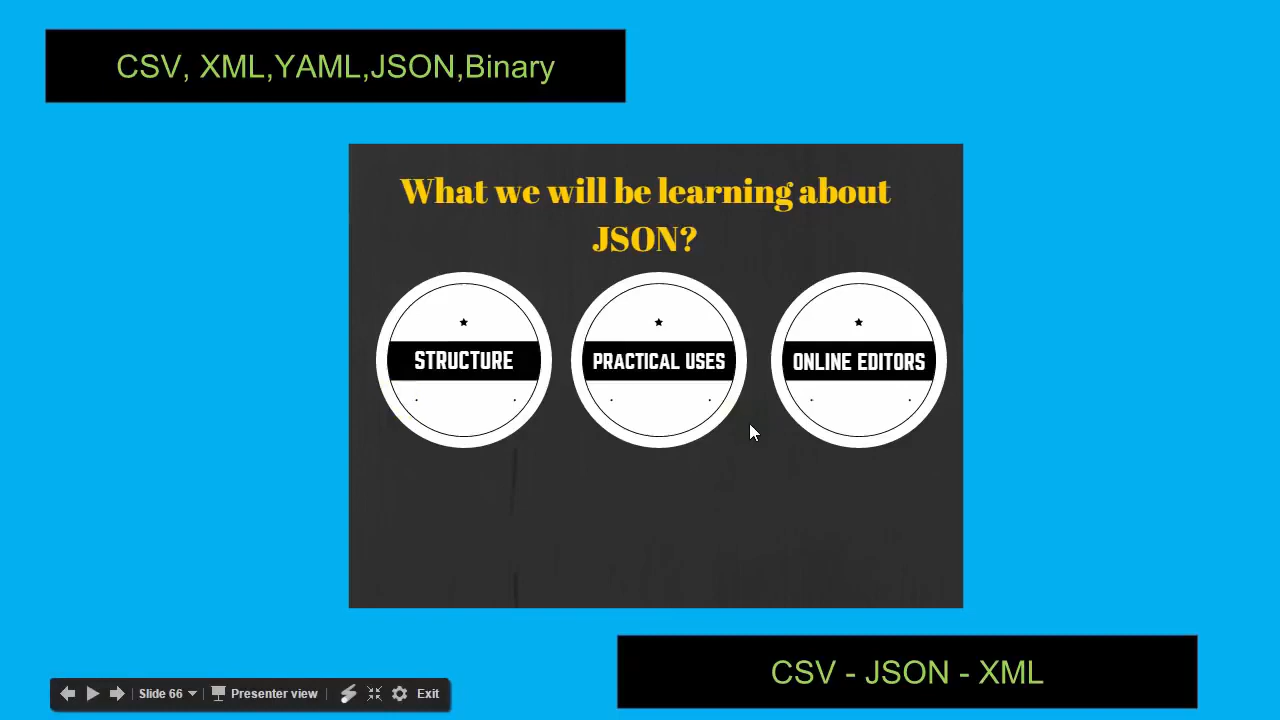 CSV, XML,YAML,JSON,Binary
What we will be learning about
JSON?
STRUCTURE
PRACTICAL USES
ONLINE EDITORS
CSV - JSON - XML
Slide 66
Presenter view
Exit